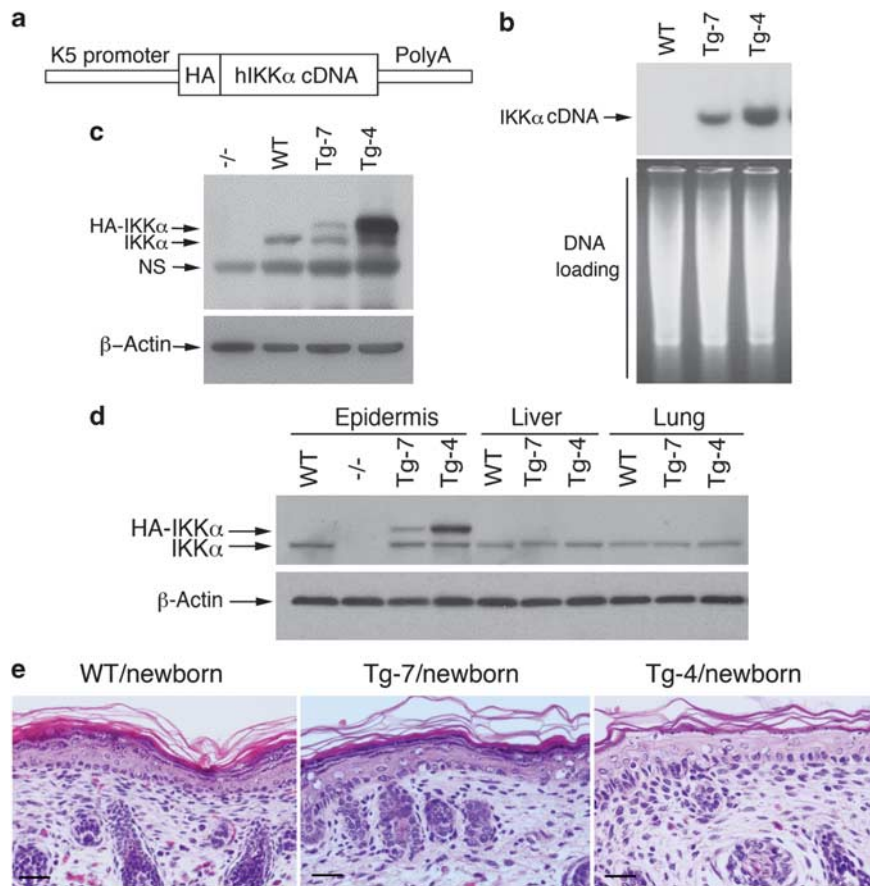 a
K5 promoter
HA
hIKKα cDNA
PolyA
b
WT
Tg-7
Tg-4
IKKα cDNA
DNA
loading
c
-/-
WT
Tg-7
Tg-4
HA-IKKα
IKKα
NS
β–Actin
d
Epidermis
Liver
Lung
WT
-/-
Tg-7
Tg-4
WT
Tg-7
Tg-4
WT
Tg-7
Tg-4
HA-IKKα
IKKα
β-Actin
e
WT/newborn
Tg-7/newborn
Tg-4/newborn